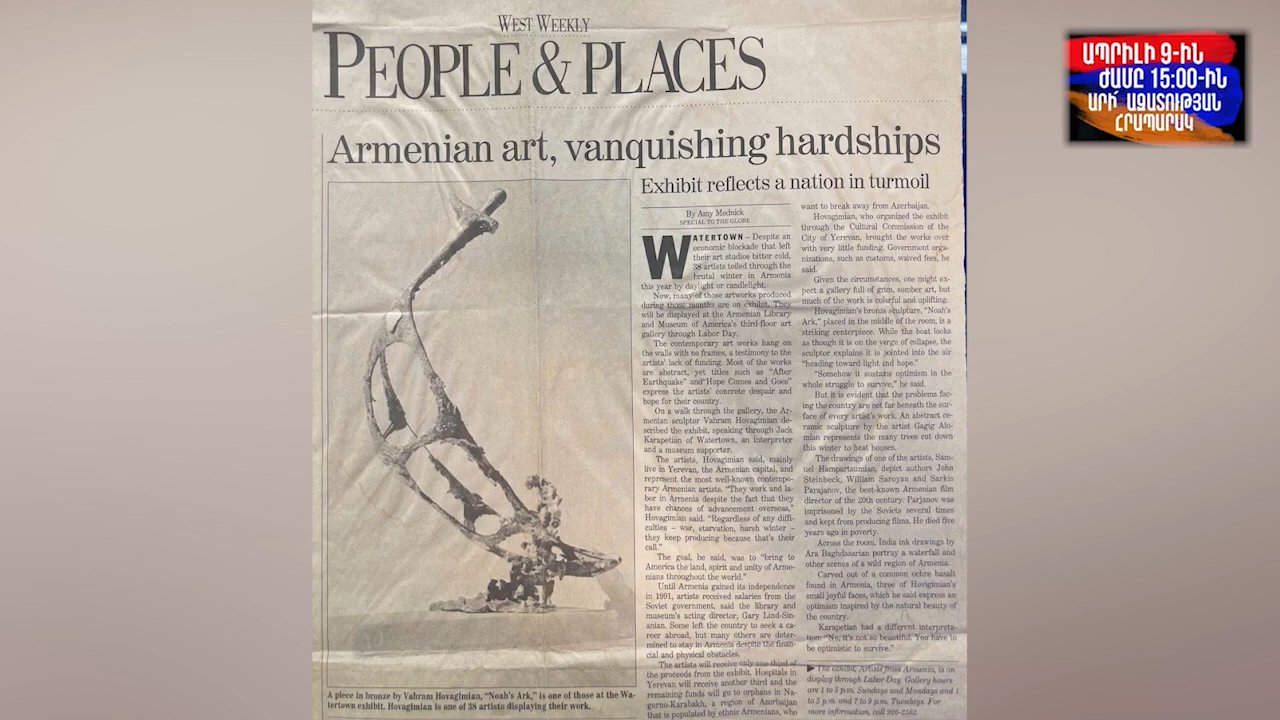 WEST WEEKLY
PEOPLE & PLACES
Armenian art, vanquishing hardships
Exhibit reflects a nation in turmoil
By Amy Mednick
SPECIAL TO THE GLOBE
WATERTOWN – Despite an
economic blockade that left
their art studios bitter cold,
38 artists toiled through the
brutal winter in Armenia
this year by daylight or candlelight.
Now, many of those artworks produced
during those months are on exhibit. They
will be displayed at the Armenian Library
and Museum of America's third-floor art
gallery through Labor Day.
The contemporary art works hang on
the walls with no frames, a testimony to the
artists' lack of funding. Most of the works
are abstract, yet titles such as "After
Earthquake" and "Hope Comes and Goes"
express the artists' concrete despair and
hope for their country.
On a walk through the gallery, the Ar-
menian sculptor Vahram Hovagimian de-
scribed the exhibit, speaking through Jack
Karapetian of Watertown, an interpreter
and a museum supporter.
The artists, Hovagimian said, mainly
live in Yerevan, the Armenian capital, and
represent the most well-known contempo-
rary Armenian artists. "They work and la-
bor in Armenia despite the fact that they
have chances of advancement overseas,"
Hovagimian said. "Regardless of any diffi-
culties – war, starvation, harsh winter –
they keep producing because that's their
call."
The goal, he said, was to "bring to
America the land, spirit and unity of Arme-
nians throughout the world."
Until Armenia gained its independence
in 1991, artists received salaries from the
Soviet government, said the library and
museum's acting director, Gary Lind-Sin-
anian. Some left the country to seek a ca-
reer abroad, but many others are deter-
mined to stay in Armenia despite the finan-
cial and physical obstacles.
The artists will receive only one-third of
the proceeds from the exhibit. Hospitals in
Yerevan will receive another third and the
remaining funds will go to orphans in Na-
gorno-Karabakh, a region of Azerbaijan
that is populated by ethnic Armenians, who
want to break away from Azerbaijan.
Hovagimian, who organized the exhibit
through the Cultural Commission of the
City of Yerevan, brought the works over
with very little funding. Government orga-
nizations, such as customs, waived fees, he
said.
Given the circumstances, one might ex-
pect a gallery full of grim, somber art, but
much of the work is colorful and uplifting.
Hovagimian's bronze sculpture, "Noah's
Ark," placed in the middle of the room, is a
striking centerpiece. While the boat looks
as though it is on the verge of collapse, the
sculptor explains it is pointed into the air
"heading toward light and hope."
"Somehow it sustains optimism in the
whole struggle to survive," he said.
But it is evident that the problems fac-
ing the country are not far beneath the sur-
face of every artist's work. An abstract ce-
ramic sculpture by the artist Gagig Alo-
mian represents the many trees cut down
this winter to heat houses.
The drawings of one of the artists, Sam-
uel Hampartsumian, depict authors John
Steinbeck, William Saroyan and Sarkis
Parajanov, the best-known Armenian film
director of the 20th century. Parjanov was
imprisoned by the Soviets several times
and kept from producing films. He died five
years ago in poverty.
Across the room, India ink drawings by
Ara Baghdasarian portray a waterfall and
other scenes of a wild region of Armenia.
Carved out of a common ochre basalt
found in Armenia, three of Hovigimian's
small joyful faces, which he said express an
optimism inspired by the natural beauty of
the country.
Karapetian had a different interpreta-
tion: "No, it's not so beautiful. You have to
be optimistic to survive."
▶ The exhibit, Artists from Armenia, is on
display through Labor Day. Gallery hours
are 1 to 5 p.m. Sundays and Mondays and 1
to 5 p.m. and 7 to 9 p.m. Tuesdays. For
more information, call 926-2562.
A piece in bronze by Vahram Hovagimian, "Noah's Ark," is one of those at the Wa-
tertown exhibit. Hovagimian is one of 38 artists displaying their work.
ԱՊՐԻԼԻ 9-ԻՆ
ԺԱՄԸ 15:00-ԻՆ
ԱՐԻ՛ ԱԶԱՏՈՒԹՅԱՆ
ՀՐԱՊԱՐԱԿ